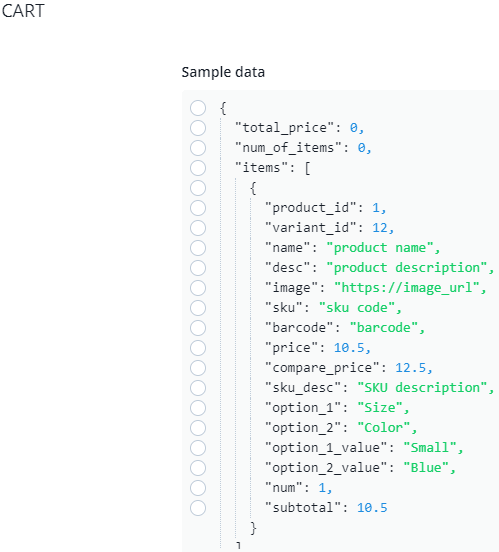 CART
Sample data
{
"total_price": 0,
"num_of_items": 0,
"items": [
{
"product_id": 1,
"variant_id": 12,
"name": "product name",
"desc": "product description",
"image": "https://image_url",
"sku": "sku code",
"barcode": "barcode",
"price": 10.5,
"compare_price": 12.5,
"sku_desc": "SKU description",
"option_1": "Size",
"option_2": "Color",
"option_1_value": "Small",
"option_2_value": "Blue",
"num": 1,
"subtotal": 10.5
}
]